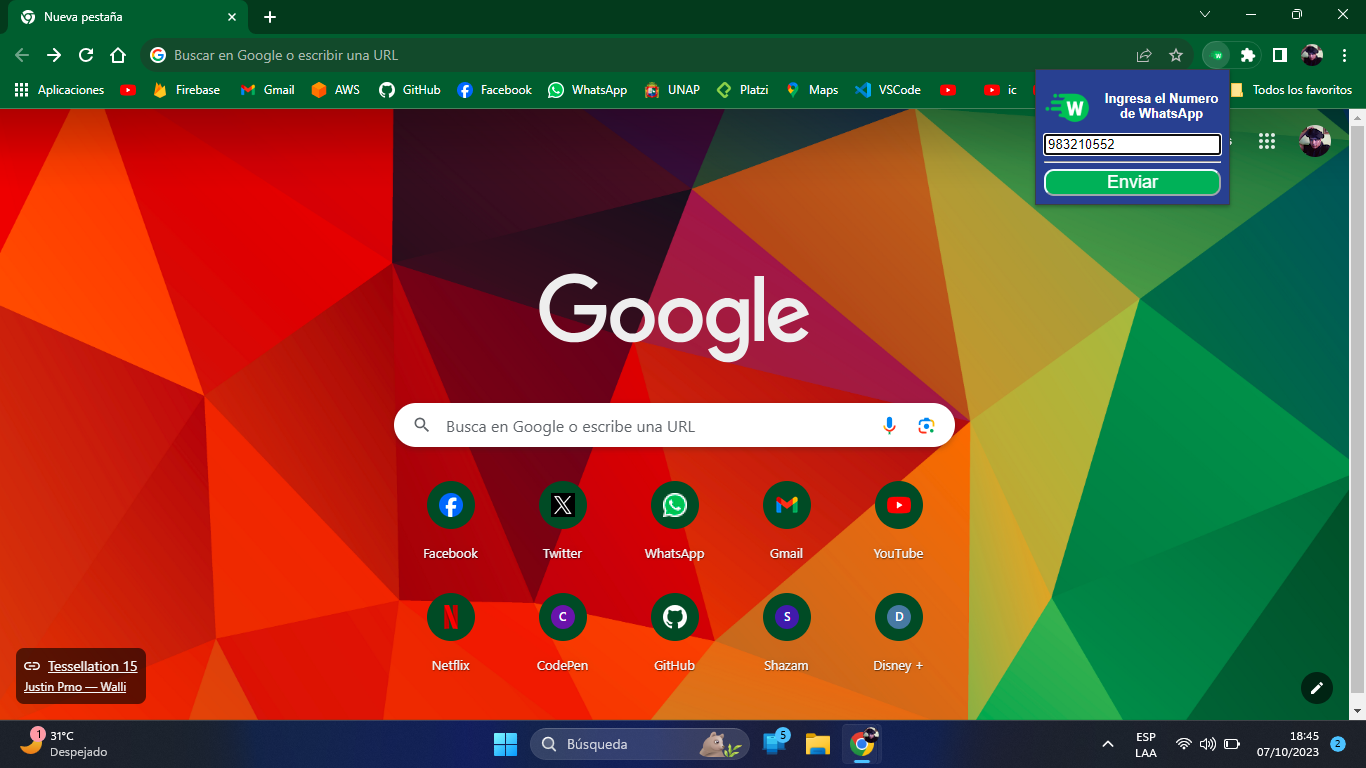 Nueva pestaña
Buscar en Google o escribir una URL
Aplicaciones
Firebase
Gmail
AWS
GitHub
Facebook
WhatsApp
UNAP
Platzi
Maps
VSCode
ic
Todos los favoritos
W
Ingresa el Numero
de WhatsApp
983210552
Enviar
Google
Busca en Google o escribe una URL
Facebook
Twitter
WhatsApp
Gmail
YouTube
N
C
S
D
Netflix
CodePen
GitHub
Shazam
Disney +
Tessellation 15
Justin Prno — Walli
1
31°C
Despejado
Búsqueda
5
ESP
LAA
18:45
07/10/2023
2